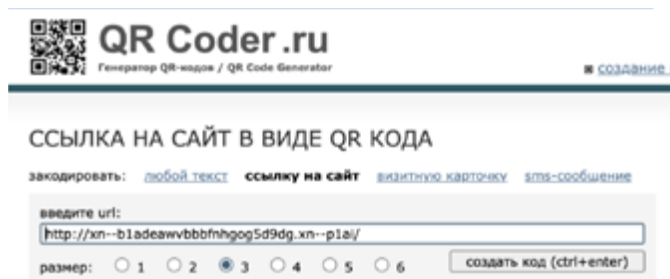 QR Coder.ru
Генератор QR-кодов / QR Code Generator
создание
ССЫЛКА НА САЙТ В ВИДЕ QR КОДА
закодировать: любой текст ссылку на сайт визитную карточку sms-сообщение
введите url:
http://xn--b1adeawvbbbfnhgog5d9dg.xn--p1ai/
размер: 1 2 3 4 5 6 создать код (ctrl+enter)